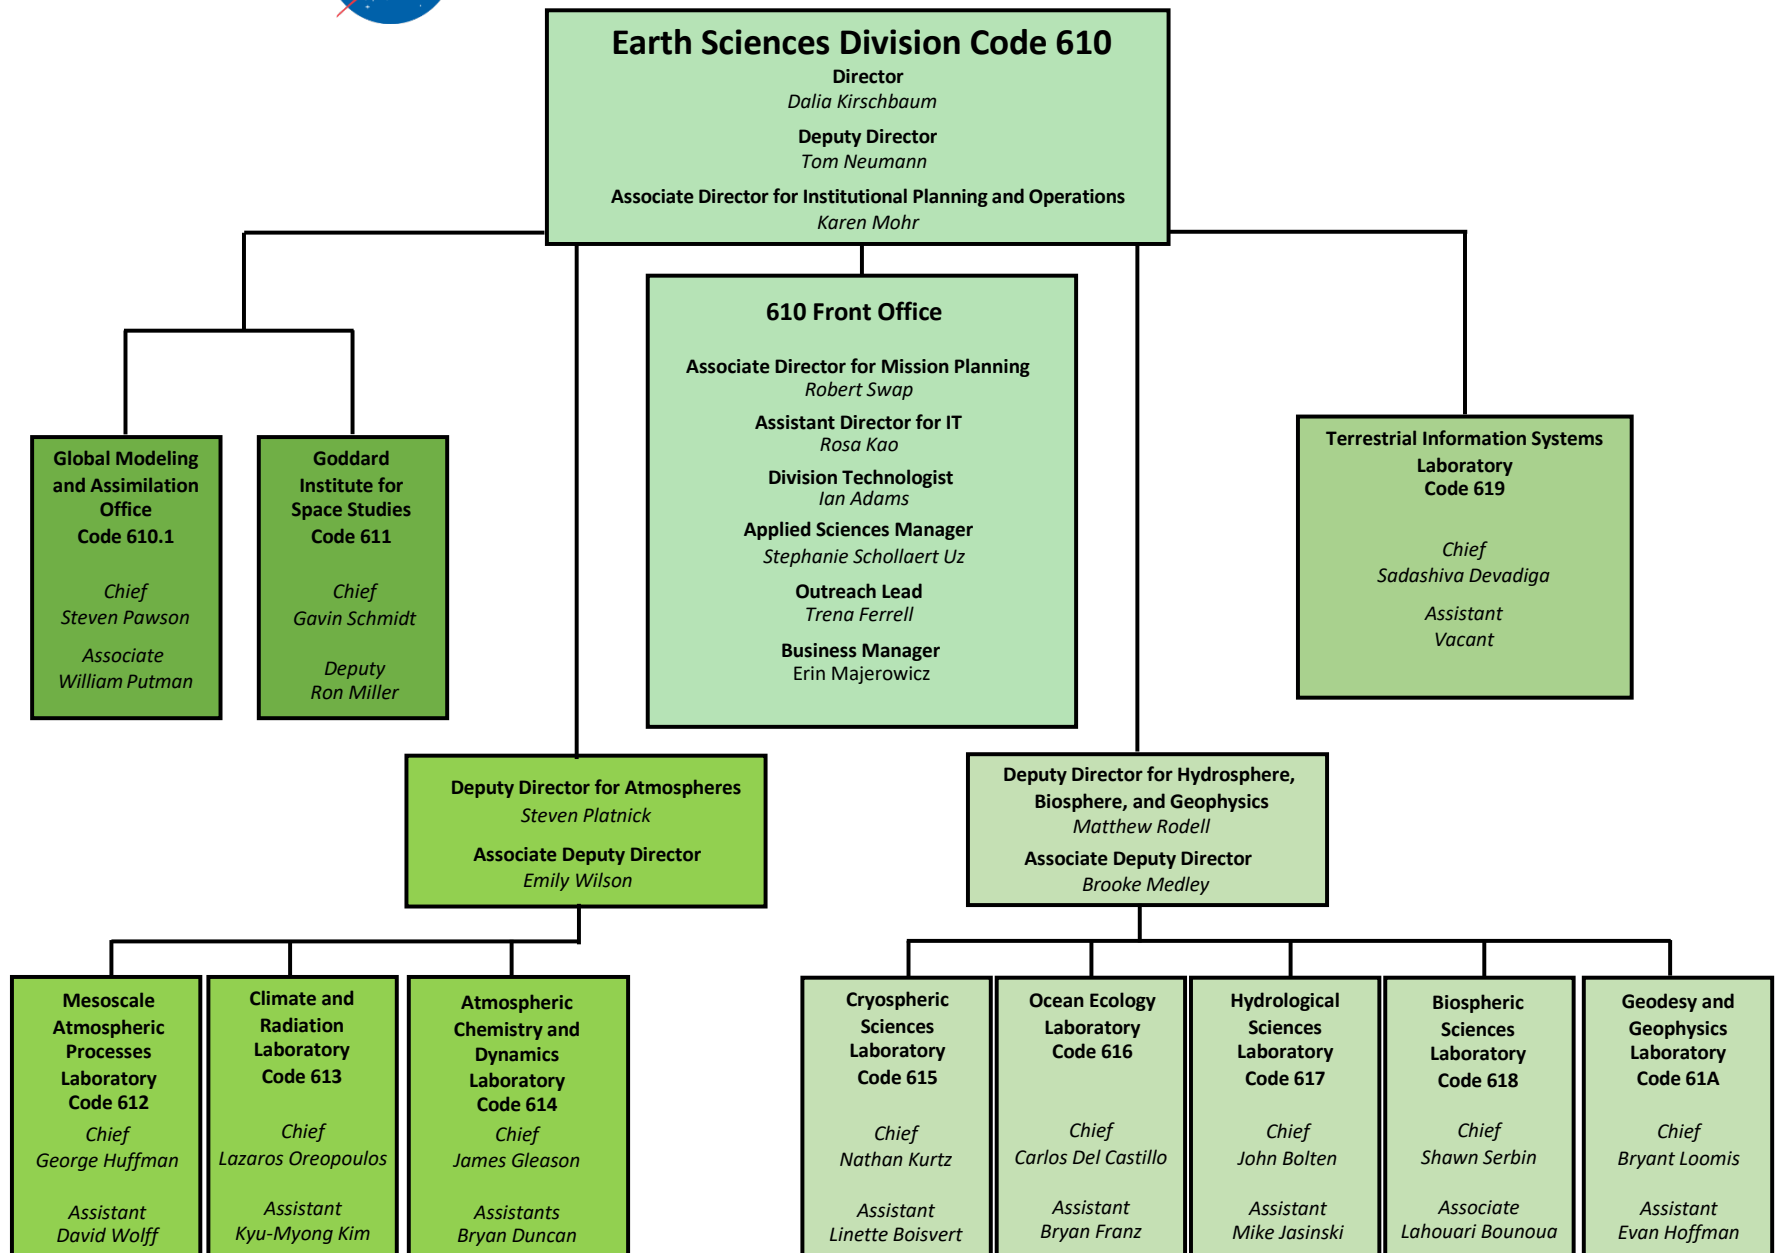 Earth Sciences Division Code 610
Director
Dalia Kirschbaum
Deputy Director
Tom Neumann
Associate Director for Institutional Planning and Operations
Karen Mohr
610 Front Office
Associate Director for Mission Planning
Robert Swap
Assistant Director for IT
Rosa Kao
Division Technologist
Ian Adams
Applied Sciences Manager
Stephanie Schollaert Uz
Outreach Lead
Trena Ferrell
Business Manager
Erin Majerowicz
Global Modeling
and Assimilation
Office
Code 610.1
Chief
Steven Pawson
Associate
William Putman
Goddard
Institute for
Space Studies
Code 611
Chief
Gavin Schmidt
Deputy
Ron Miller
Terrestrial Information Systems
Laboratory
Code 619
Chief
Sadashiva Devadiga
Assistant
Vacant
Deputy Director for Atmospheres
Steven Platnick
Associate Deputy Director
Emily Wilson
Deputy Director for Hydrosphere,
Biosphere, and Geophysics
Matthew Rodell
Associate Deputy Director
Brooke Medley
Mesoscale
Atmospheric
Processes
Laboratory
Code 612
Chief
George Huffman
Assistant
David Wolff
Climate and
Radiation
Laboratory
Code 613
Chief
Lazaros Oreopoulos
Assistant
Kyu-Myong Kim
Atmospheric
Chemistry and
Dynamics
Laboratory
Code 614
Chief
James Gleason
Assistants
Bryan Duncan
Cryospheric
Sciences
Laboratory
Code 615
Chief
Nathan Kurtz
Assistant
Linette Boisvert
Ocean Ecology
Laboratory
Code 616
Chief
Carlos Del Castillo
Assistant
Bryan Franz
Hydrological
Sciences
Laboratory
Code 617
Chief
John Bolten
Assistant
Mike Jasinski
Biospheric
Sciences
Laboratory
Code 618
Chief
Shawn Serbin
Associate
Lahouari Bounoua
Geodesy and
Geophysics
Laboratory
Code 61A
Chief
Bryant Loomis
Assistant
Evan Hoffman